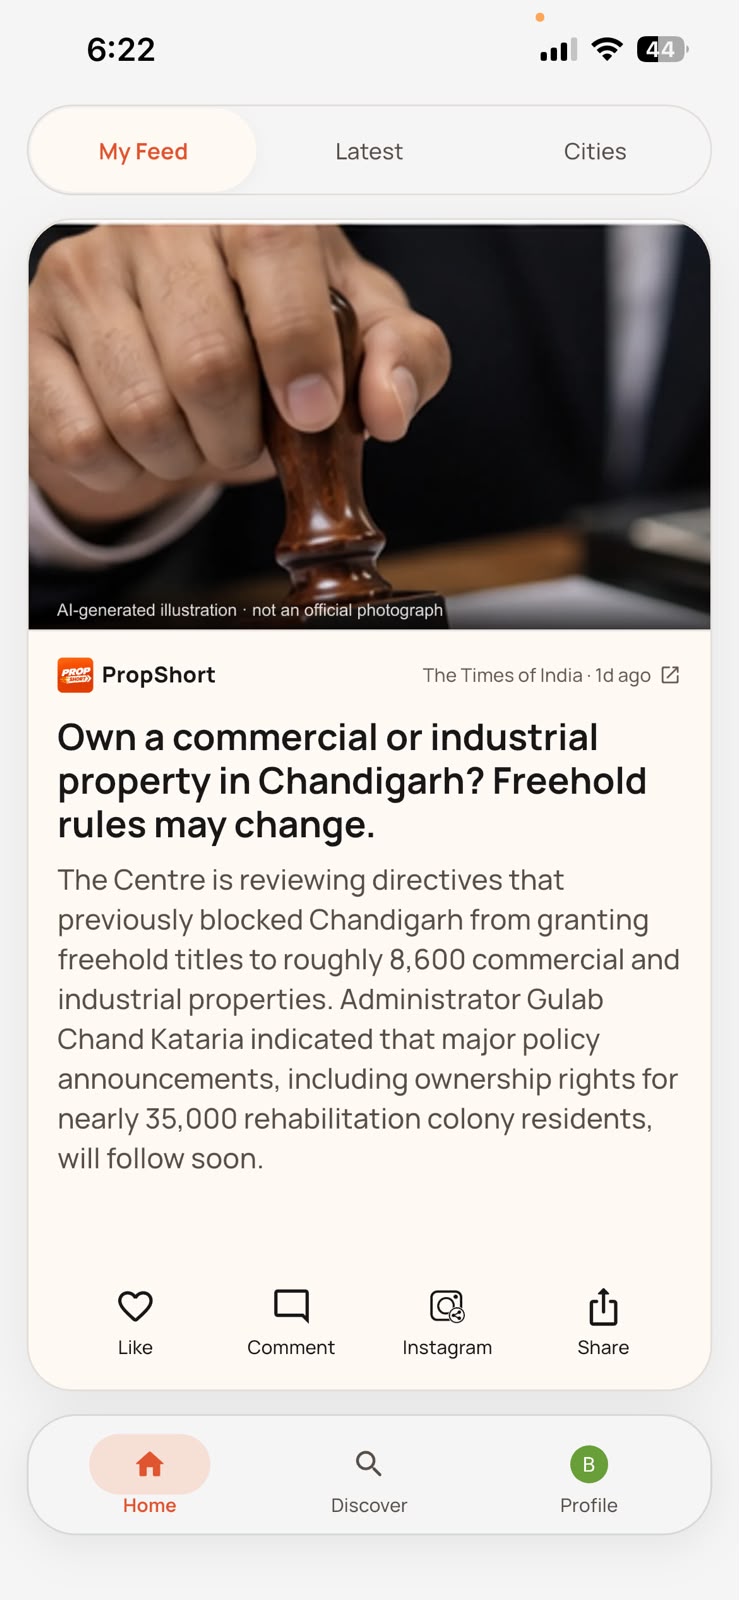 6:22
44
My Feed
Latest
Cities
AI-generated illustration · not an official photograph
PROP SHORT
PropShort
The Times of India · 1d ago
Own a commercial or industrial
property in Chandigarh? Freehold
rules may change.
The Centre is reviewing directives that
previously blocked Chandigarh from granting
freehold titles to roughly 8,600 commercial and
industrial properties. Administrator Gulab
Chand Kataria indicated that major policy
announcements, including ownership rights for
nearly 35,000 rehabilitation colony residents,
will follow soon.
Like
Comment
Instagram
Share
Home
Discover
B
Profile